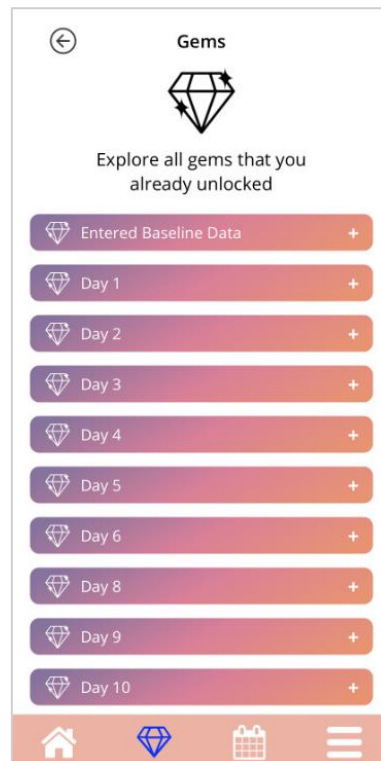 Gems
Explore all gems that you
already unlocked
Entered Baseline Data +
Day 1 +
Day 2 +
Day 3 +
Day 4 +
Day 5 +
Day 6 +
Day 8 +
Day 9 +
Day 10 +